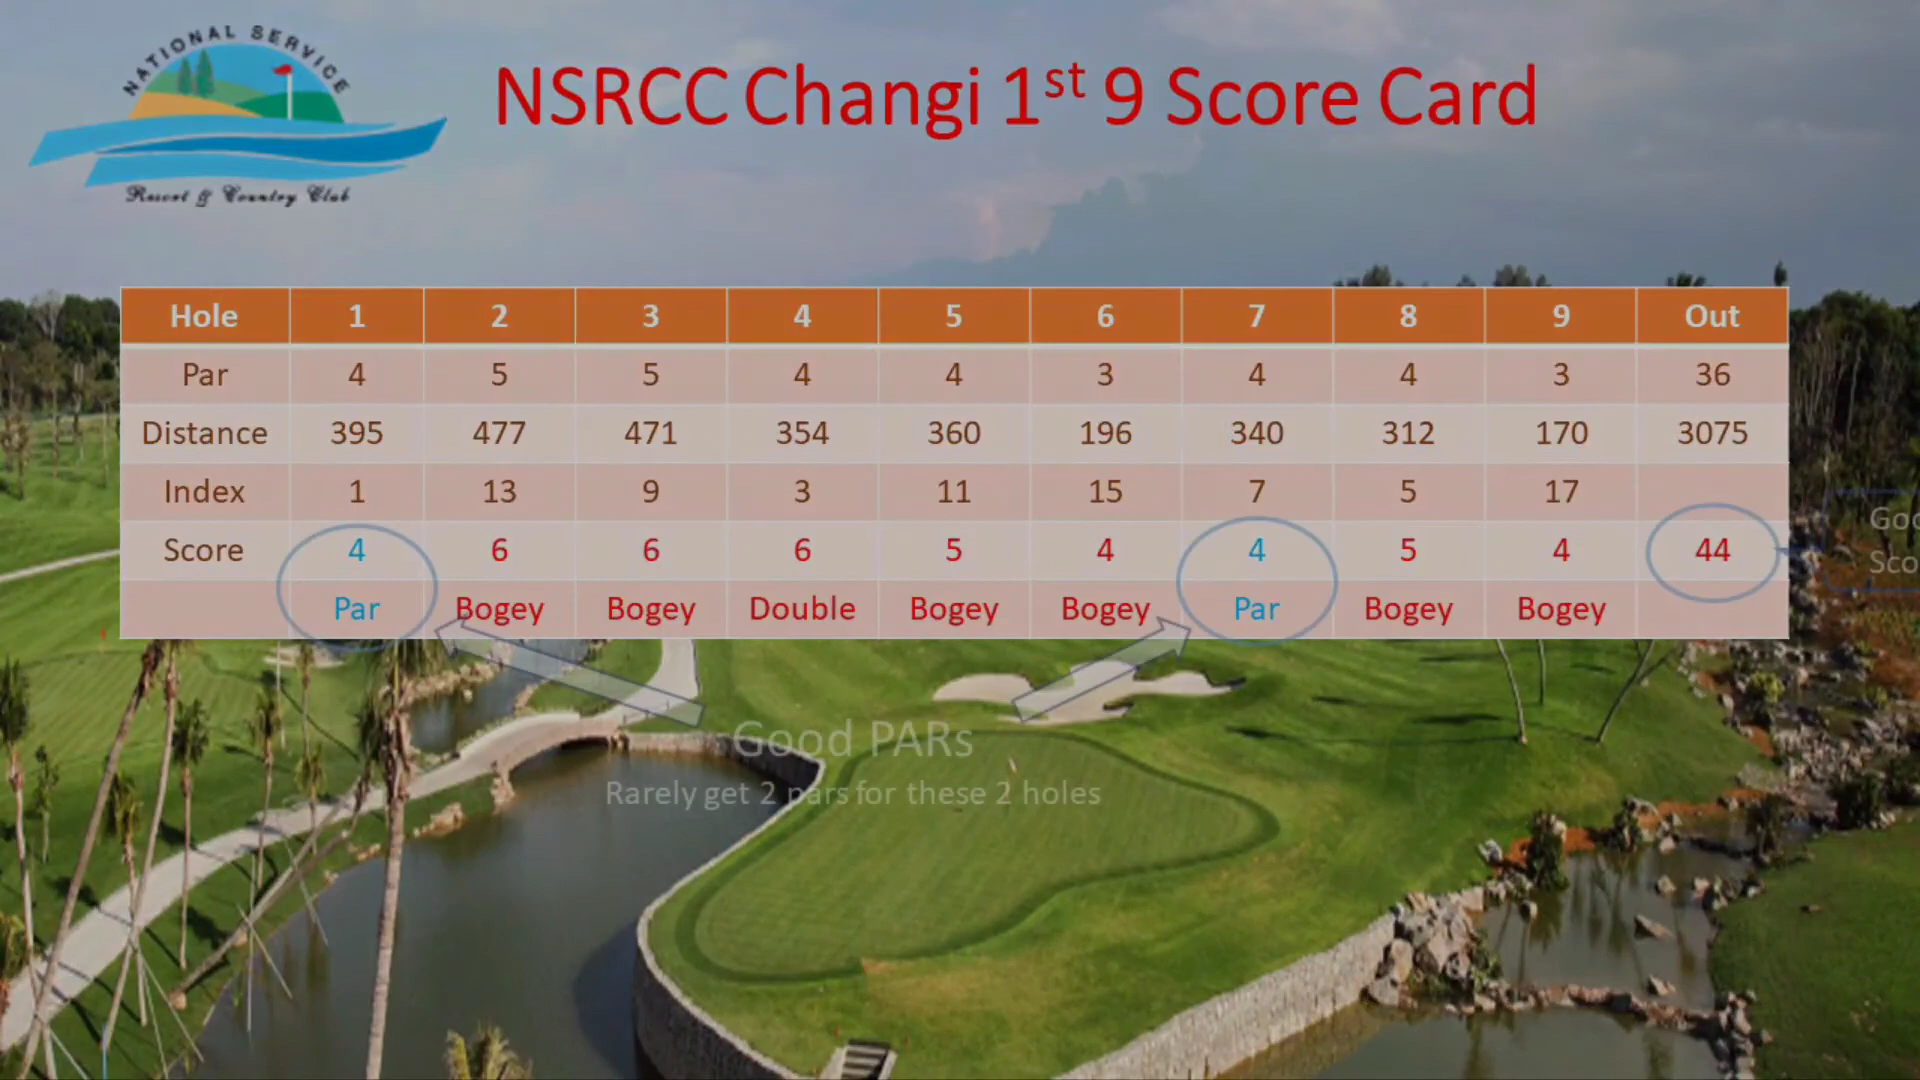 NATIONAL SERVICE
Resort & Country Club
NSRCC Changi 1st 9 Score Card
Hole 1 2 3 4 5 6 7 8 9 Out
Par 4 5 5 4 4 3 4 4 3 36
Distance 395 477 471 354 360 196 340 312 170 3075
Index 1 13 9 3 11 15 7 5 17
Score 4 6 6 6 5 4 4 5 4 44
Par Bogey Bogey Double Bogey Bogey Par Bogey Bogey
Good PARs
Rarely get 2 pars for these 2 holes